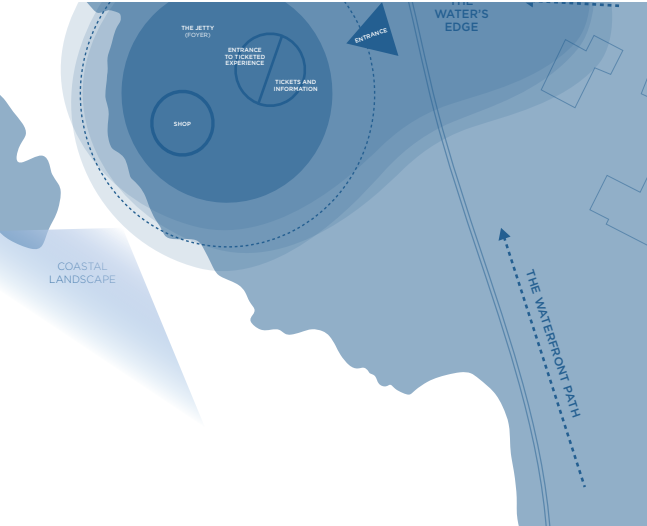 THE
WATER'S
EDGE
THE JETTY
(FOYER)
ENTRANCE
ENTRANCE
TO TICKETED
EXPERIENCE
TICKETS AND
INFORMATION
SHOP
COASTAL
LANDSCAPE
THE WATERFRONT PATH